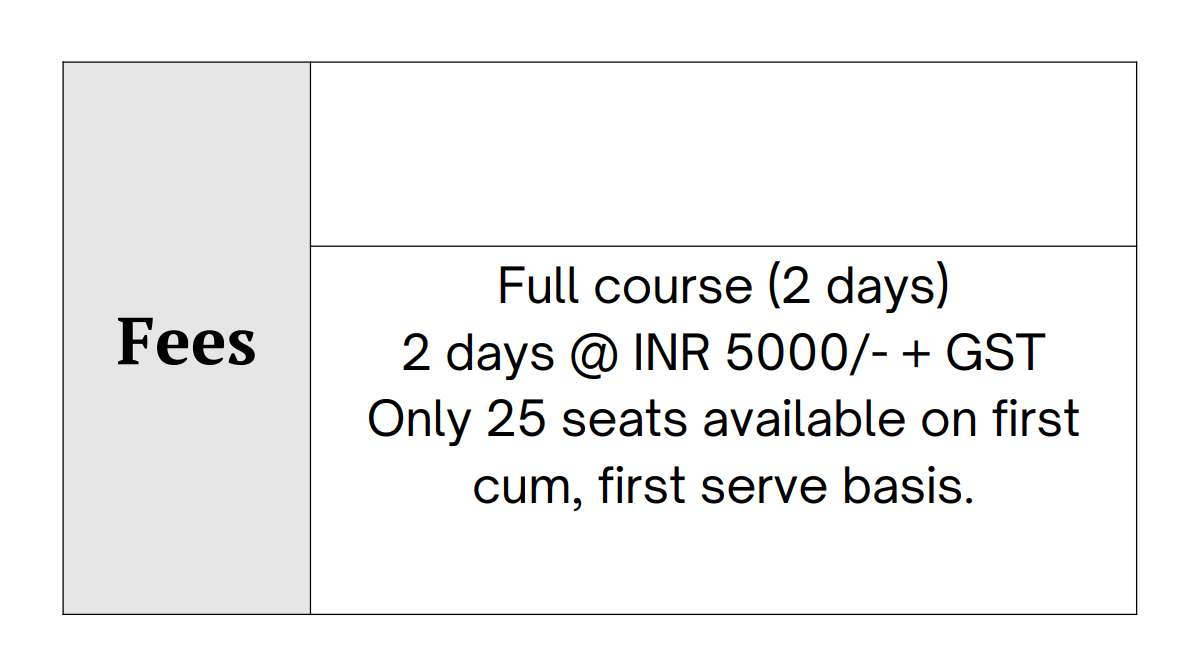 Fees
Full course (2 days)
2 days @ INR 5000/- + GST
Only 25 seats available on first
cum, first serve basis.